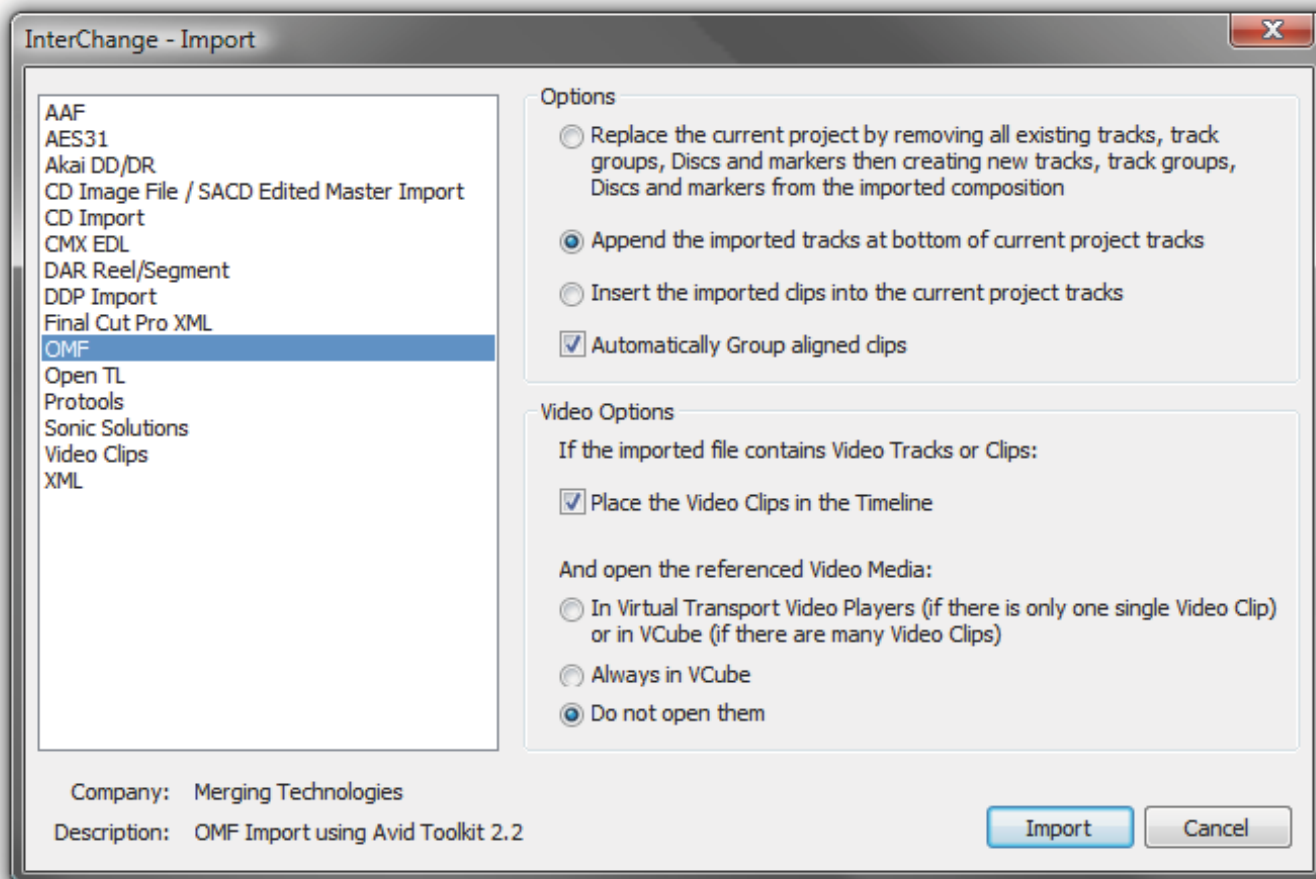 InterChange - Import
AAF
AES31
Akai DD/DR
CD Image File / SACD Edited Master Import
CD Import
CMX EDL
DAR Reel/Segment
DDP Import
Final Cut Pro XML
OMF
Open TL
Protools
Sonic Solutions
Video Clips
XML
Options
Replace the current project by removing all existing tracks, track
groups, Discs and markers then creating new tracks, track groups,
Discs and markers from the imported composition
Append the imported tracks at bottom of current project tracks
Insert the imported clips into the current project tracks
Automatically Group aligned clips
Video Options
If the imported file contains Video Tracks or Clips:
Place the Video Clips in the Timeline
And open the referenced Video Media:
In Virtual Transport Video Players (if there is only one single Video Clip)
or in VCube (if there are many Video Clips)
Always in VCube
Do not open them
Company: Merging Technologies
Description: OMF Import using Avid Toolkit 2.2
Import
Cancel